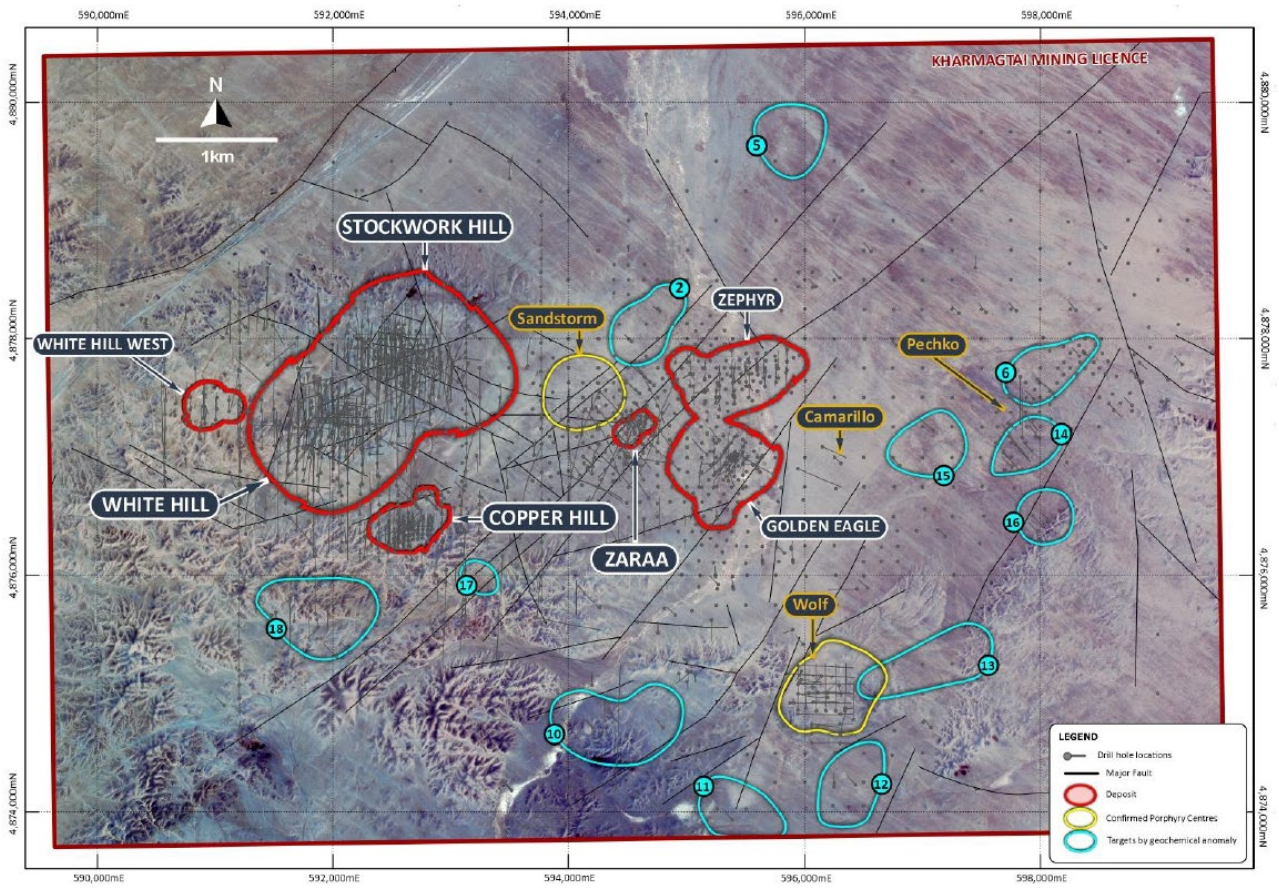 590,000mE
592,000mE
594,000mE
596,000mE
598,000mE
KHARMAGTAI MINING LICENCE
4,880,000mN
4,880,000mN
N
1km
5
STOCKWORK HILL
2
ZEPHYR
Sandstorm
WHITE HILL WEST
Pechko
4,878,000mN
4,878,000mN
6
Camarillo
14
15
WHITE HILL
COPPER HILL
GOLDEN EAGLE
16
ZARAA
4,876,000mN
4,876,000mN
17
Wolf
18
13
10
11
12
LEGEND
Drill hole locations
Major Fault
Deposit
Confirmed Porphyry Centres
Targets by geochemical anomaly
4,874,000mN
4,874,000mN
590,000mE
592,000mE
594,000mE
596,000mE
598,000mE